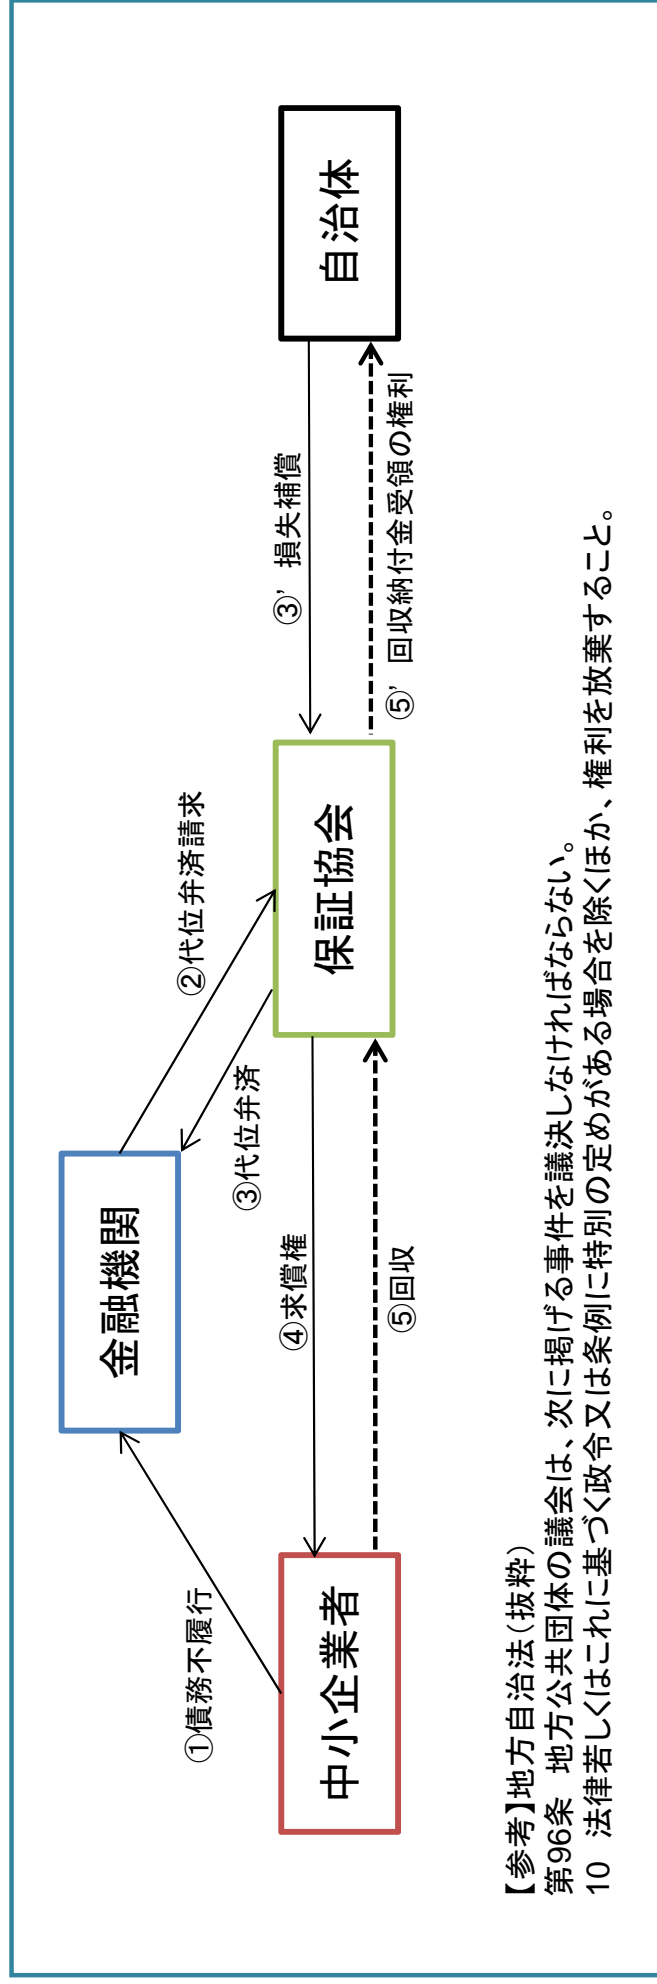 金融機関
①債務不履行
②代位弁済請求
③代位弁済
中小企業者
④求償権
⑤回収
保証協会
③’ 損失補償
⑤’ 回収納付金受領の権利
自治体
【参考】地方自治法（抜粋）
第96条 地方公共団体の議会は、次に掲げる事件を議決しなければならない。
10 法律若しくはこれに基づく政令又は条例に特別の定めがある場合を除くほか、権利を放棄すること。